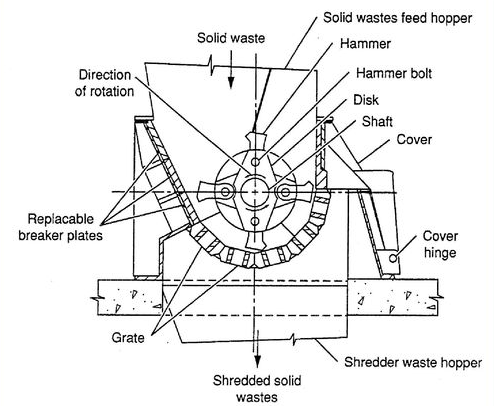 Solid wastes feed hopper
Solid waste
Hammer
Direction
of rotation
Hammer bolt
Disk
Shaft
Cover
Replacable
breaker plates
Cover
hinge
Grate
Shredder waste hopper
Shredded solid
wastes